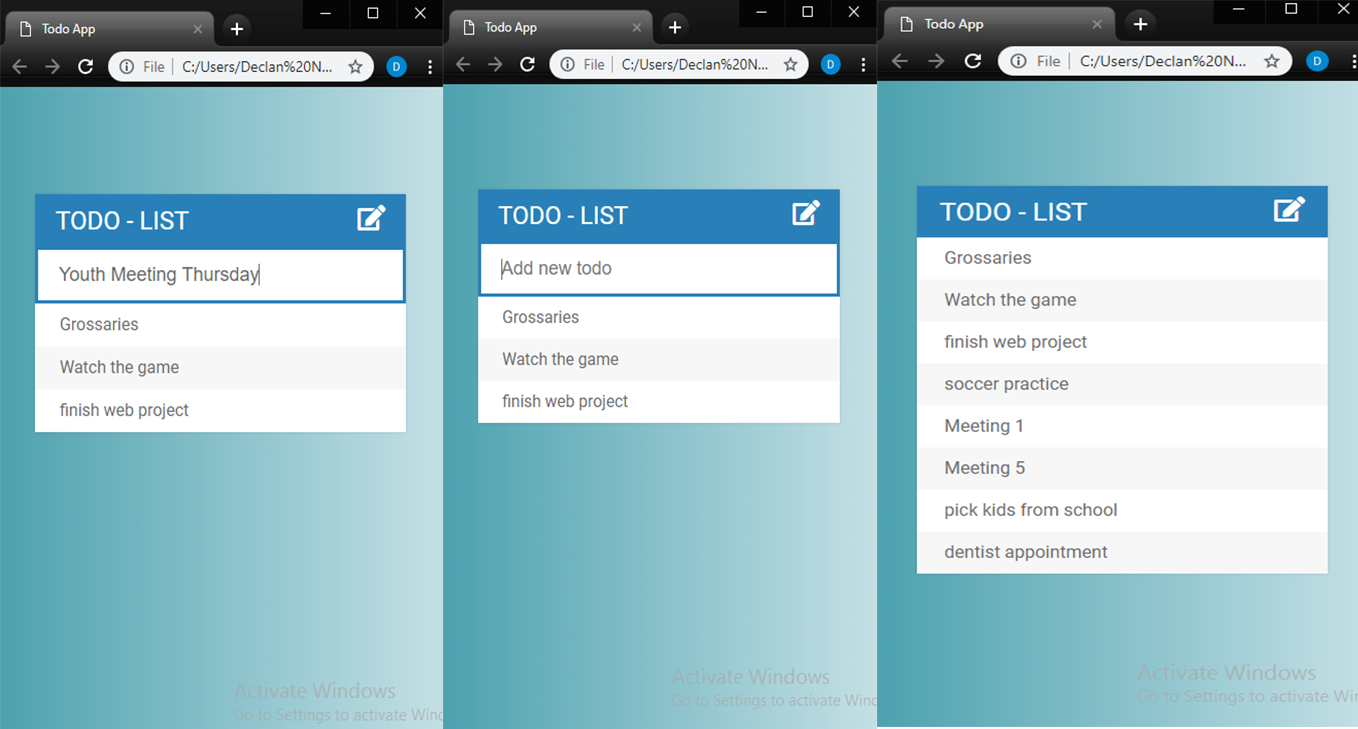 Todo App
File
C:/Users/Declan%20N...
D
TODO - LIST
Youth Meeting Thursday
Grossaries
Watch the game
finish web project
Activate Windows
Go to Settings to activate Wind
Todo App
File
C:/Users/Declan%20N...
D
TODO - LIST
Add new todo
Grossaries
Watch the game
finish web project
Activate Windows
Go to Settings to activate Wind
Todo App
File
C:/Users/Declan%20N...
D
TODO - LIST
Grossaries
Watch the game
finish web project
soccer practice
Meeting 1
Meeting 5
pick kids from school
dentist appointment
Activate Windows
Go to Settings to activate Win